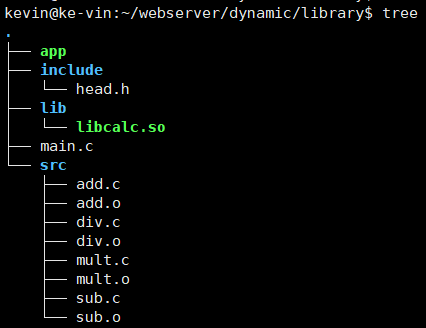 kevin@ke-vin:~/webserver/dynamic/library$ tree
.
├── app
├── include
│   └── head.h
├── lib
│   └── libcalc.so
├── main.c
└── src
    ├── add.c
    ├── add.o
    ├── div.c
    ├── div.o
    ├── mult.c
    ├── mult.o
    ├── sub.c
    └── sub.o